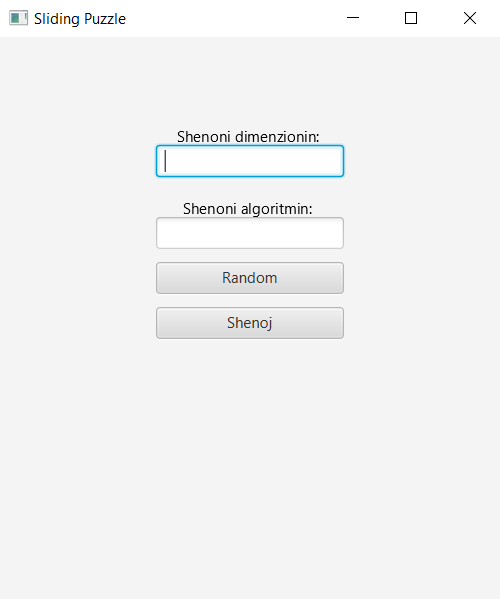 Sliding Puzzle
Shenoni dimenzionin:
Shenoni algoritmin:
Random
Shenoj